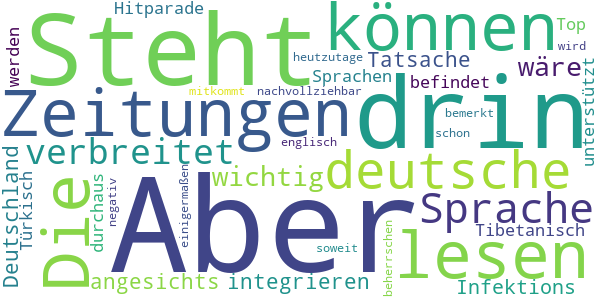 Hitparade
Steht
können
Top
wird
werden
heutzutage
Tatsache
wäre
Sprachen
befindet
unterstützt
mitkommt
nachvollziehbar
Zeitungen
drin
bemerkt
schon
englisch
verbreitet
Deutschland
Türkisch
Die
durchaus
negativ
Aber
einigermaßen
wichtig
deutsche
Sprache
Tibetanisch
lesen
soweit
beherrschen
angesichts
integrieren
Infektions